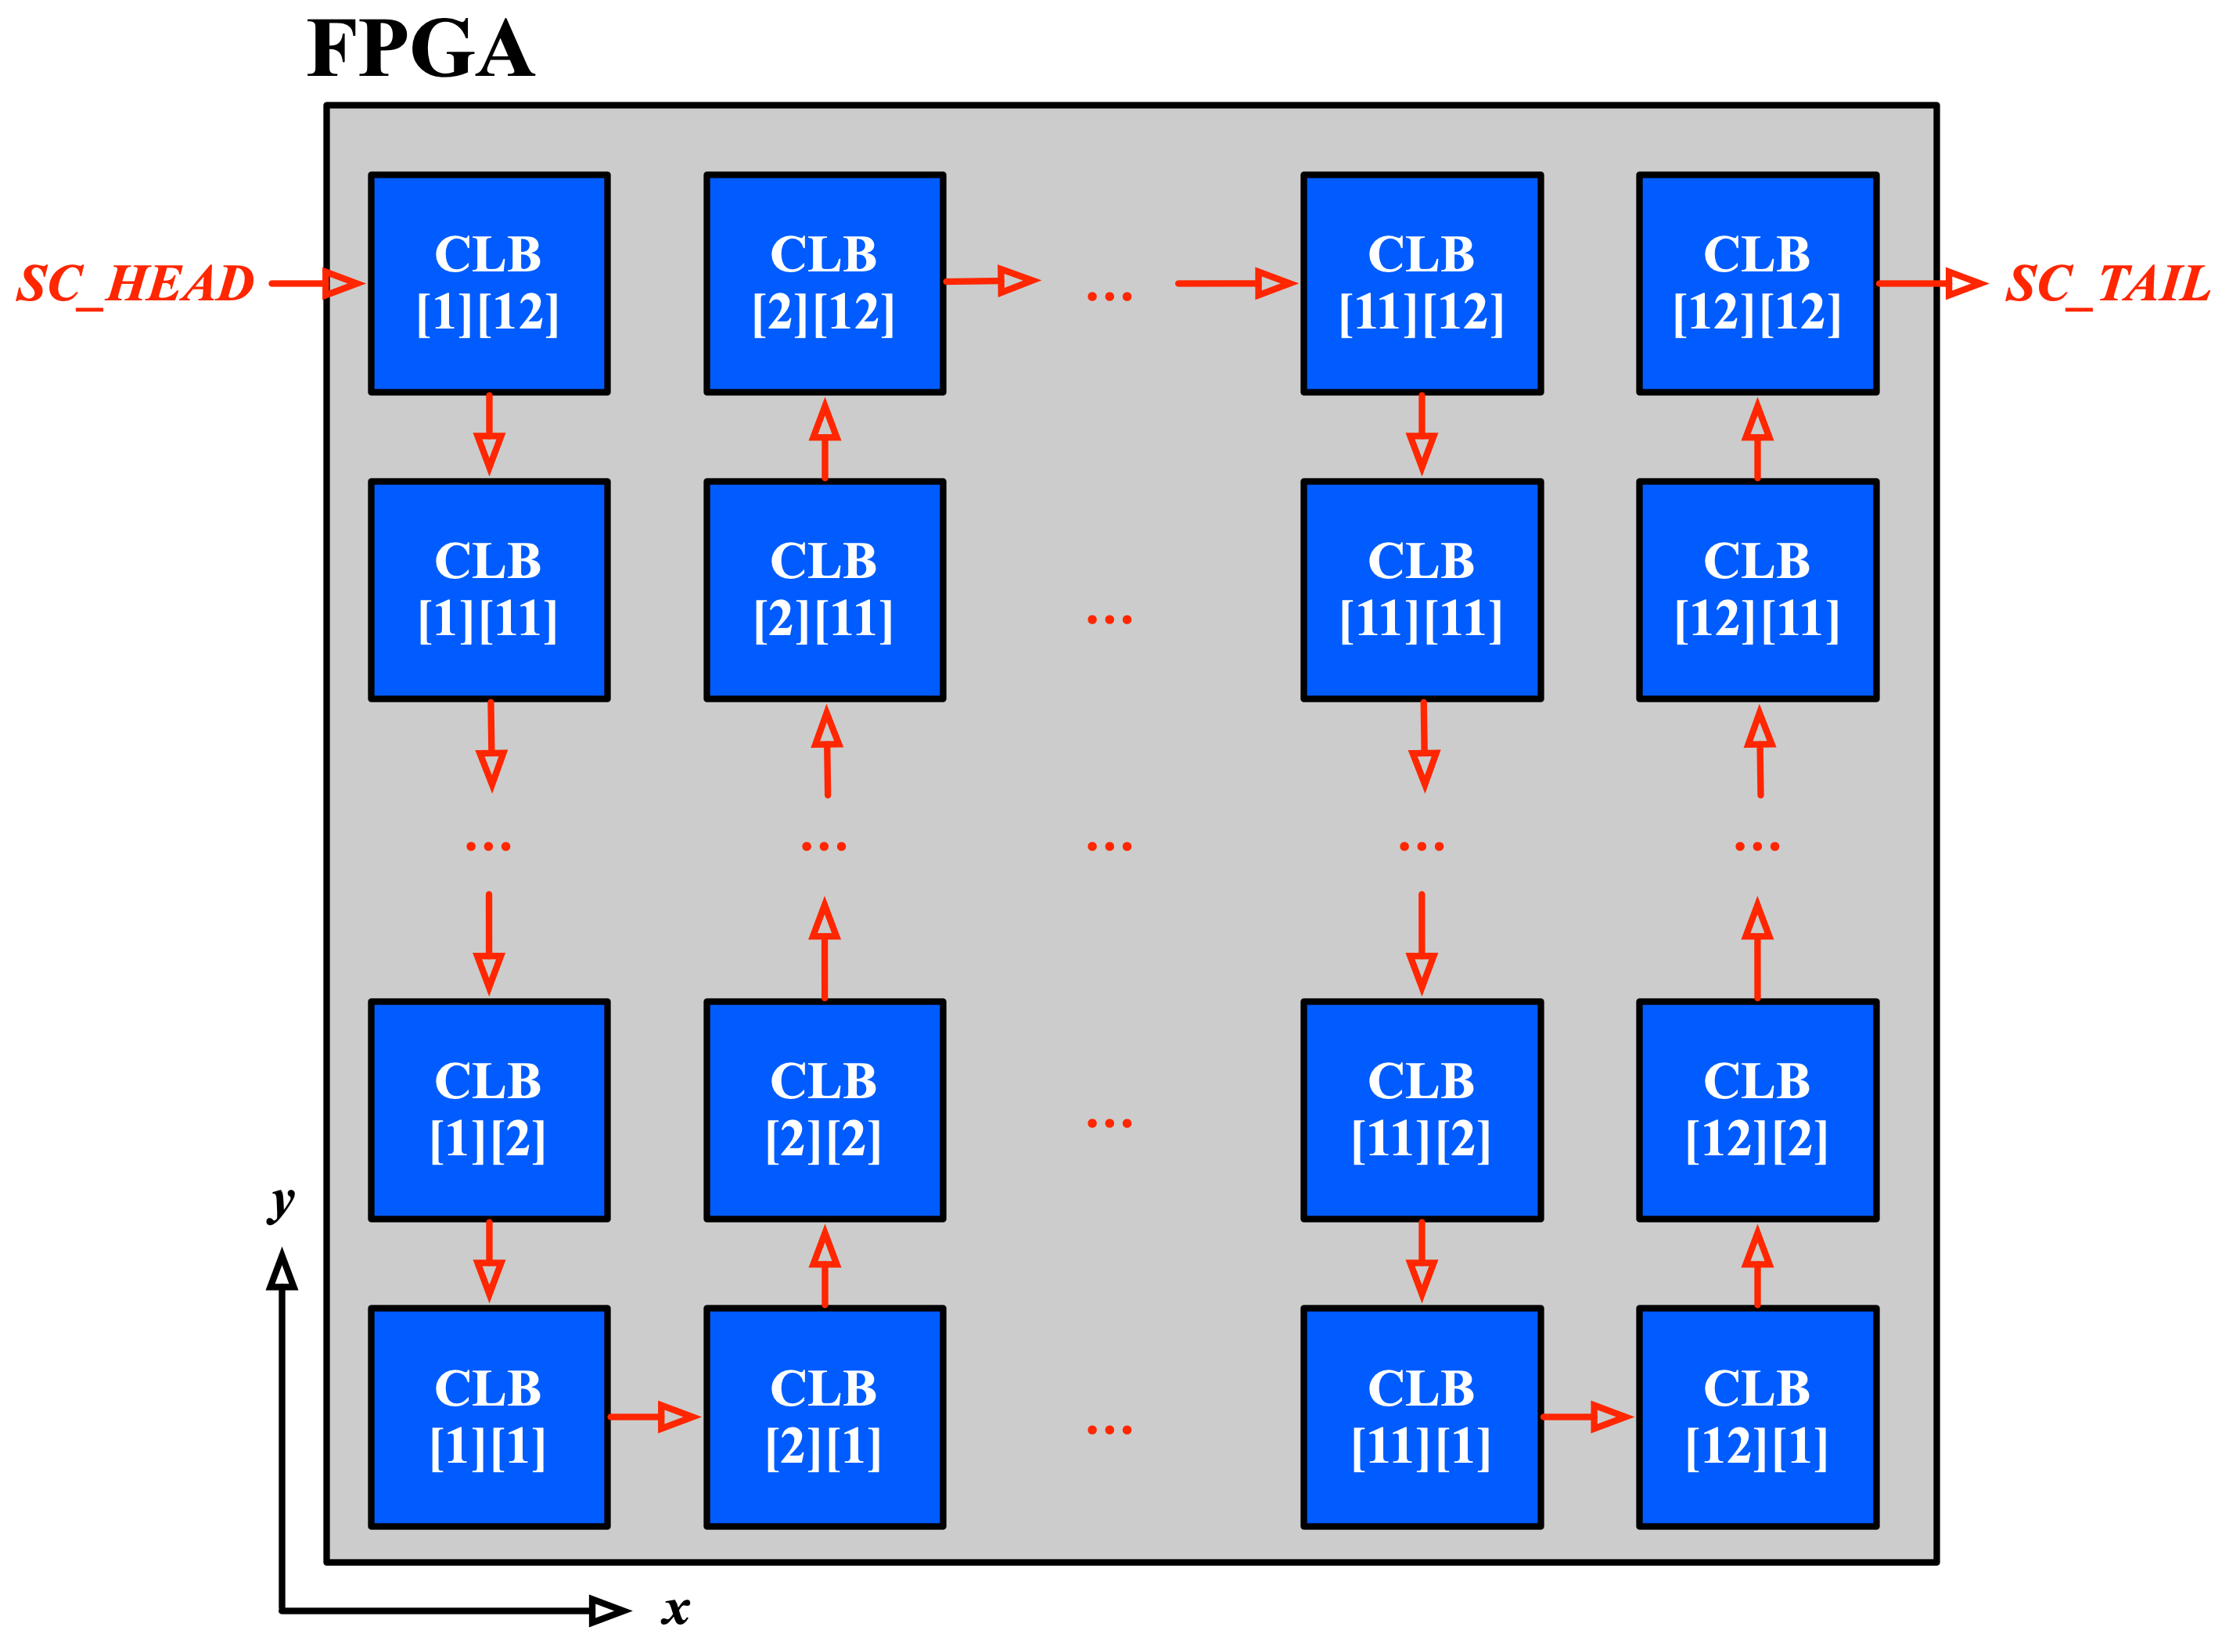 FPGA
SC_HEAD
CLB
[1][12]
CLB
[2][12]
...
CLB
[11][12]
CLB
[12][12]
SC_TAIL
CLB
[1][11]
CLB
[2][11]
...
CLB
[11][11]
CLB
[12][11]
...
...
...
...
...
CLB
[1][2]
CLB
[2][2]
...
CLB
[11][2]
CLB
[12][2]
y
CLB
[1][1]
CLB
[2][1]
...
CLB
[11][1]
CLB
[12][1]
x